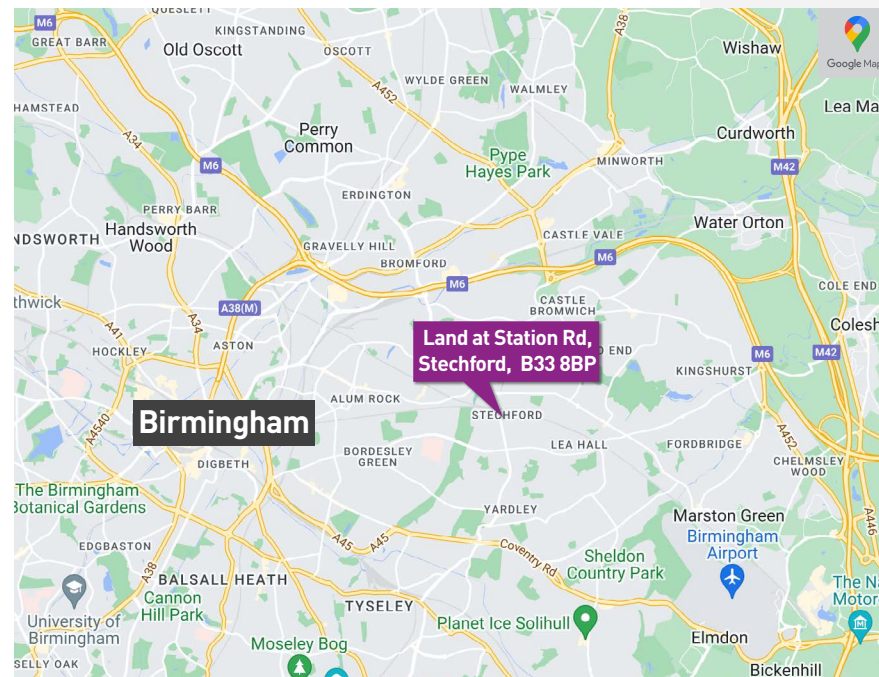 QUESLETT
M6
KINGSTANDING
A38
GREAT BARR
Old Oscott
OSCOTT
Wishaw
Google Map
WYLDE GREEN
A452
WALMLEY
HAMSTEAD
Lea Ma
A34
Perry
Common
Curdworth
M6
Pype
Hayes Park
MINWORTH
M42
ERDINGTON
PERRY BARR
NDSWORTH
Handsworth
Wood
Water Orton
GRAVELLY HILL
CASTLE VALE
BROMFORD
M6
M6
COLE END
thwick
CASTLE
BROMWICH
A38(M)
A34
A41
Colesh
Land at Station Rd,
Stechford, B33 8BP
D END
HOCKLEY
ASTON
M6
M42
KINGSHURST
ALUM ROCK
Birmingham
STECHFORD
A4540
BORDESLEY
GREEN
LEA HALL
FORDBRIDGE
A452
DIGBETH
CHELMSLEY
WOOD
The Birmingham
Botanical Gardens
YARDLEY
Marston Green
A446
EDGBASTON
A45
A45
Coventry Rd
Birmingham
Airport
Sheldon
Country Park
A38
BALSALL HEATH
Cannon
Hill Park
The Na
Motor
TYSELEY
University of
Birmingham
Planet Ice Solihull
Moseley Bog
Elmdon
SELLY OAK
Bickenhill